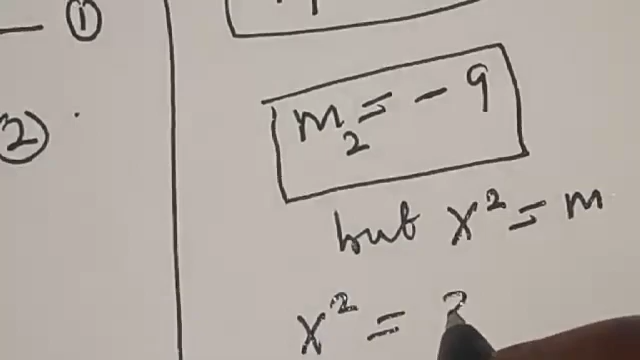 ①
②
m₂ = - 9
but x² = m
x² =